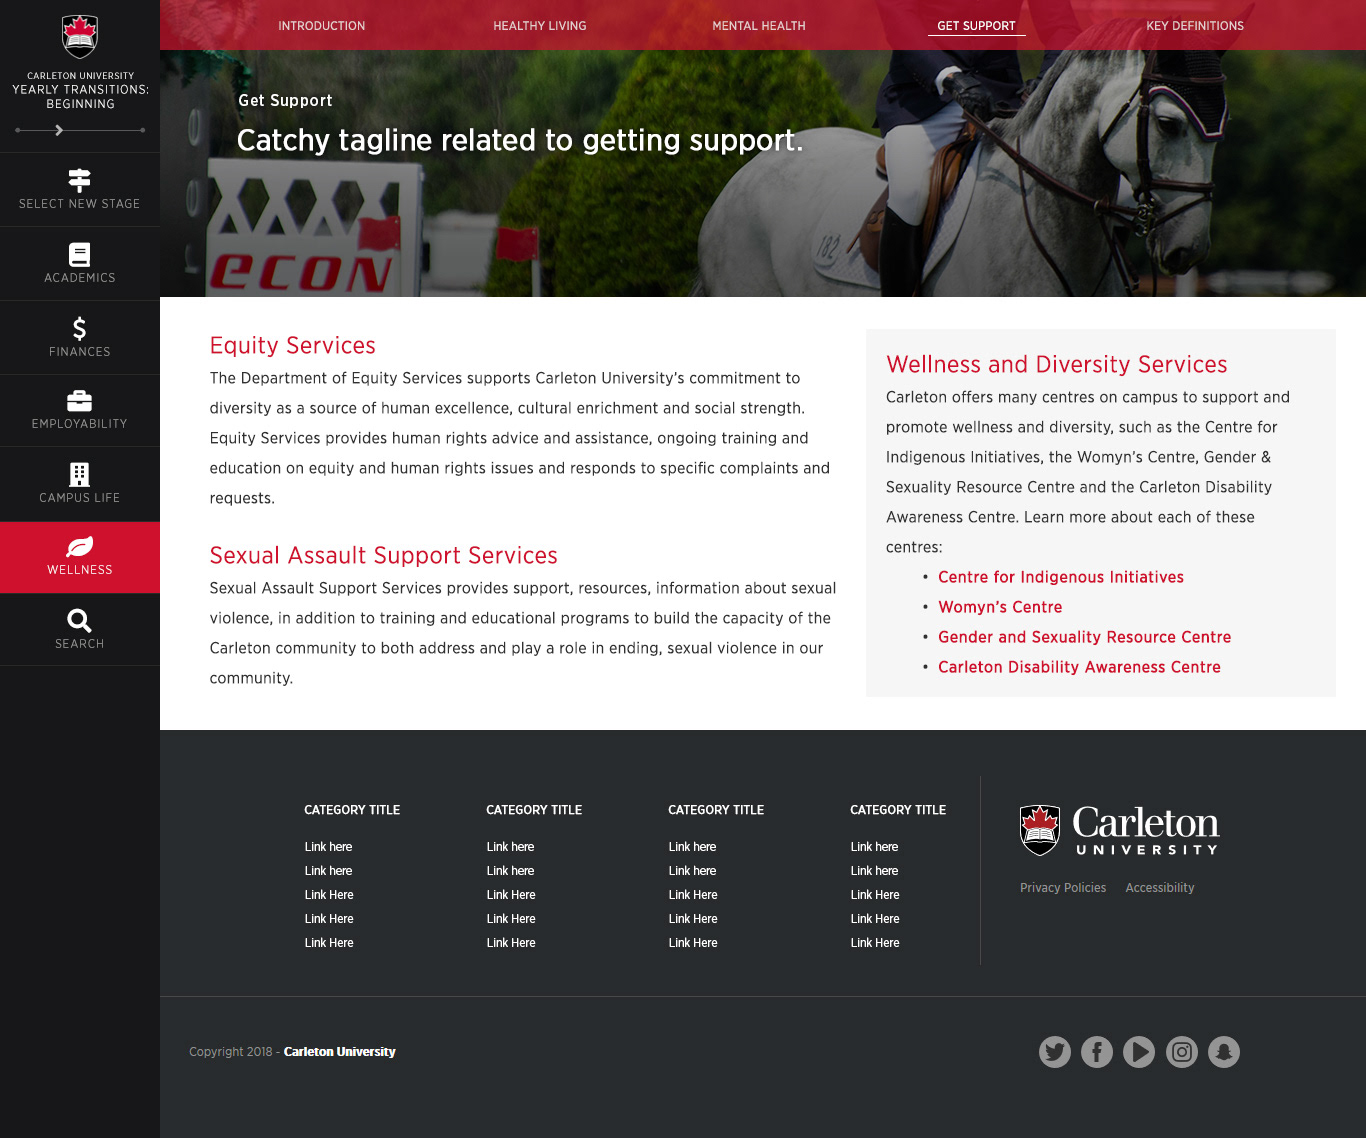 CARLETON UNIVERSITY
YEARLY TRANSITIONS:
BEGINNING
SELECT NEW STAGE
ACADEMICS
FINANCES
EMPLOYABILITY
CAMPUS LIFE
WELLNESS
SEARCH
INTRODUCTION
HEALTHY LIVING
MENTAL HEALTH
GET SUPPORT
KEY DEFINITIONS
Get Support
Catchy tagline related to getting support.
econ
182
Equity Services
The Department of Equity Services supports Carleton University's commitment to
diversity as a source of human excellence, cultural enrichment and social strength.
Equity Services provides human rights advice and assistance, ongoing training and
education on equity and human rights issues and responds to specific complaints and
requests.
Sexual Assault Support Services
Sexual Assault Support Services provides support, resources, information about sexual
violence, in addition to training and educational programs to build the capacity of the
Carleton community to both address and play a role in ending, sexual violence in our
community.
Wellness and Diversity Services
Carleton offers many centres on campus to support and
promote wellness and diversity, such as the Centre for
Indigenous Initiatives, the Womyn's Centre, Gender &
Sexuality Resource Centre and the Carleton Disability
Awareness Centre. Learn more about each of these
centres:
• Centre for Indigenous Initiatives
• Womyn's Centre
• Gender and Sexuality Resource Centre
• Carleton Disability Awareness Centre
CATEGORY TITLE
Link here
Link here
Link Here
Link Here
Link Here
CATEGORY TITLE
Link here
Link here
Link Here
Link Here
Link Here
CATEGORY TITLE
Link here
Link here
Link Here
Link Here
Link Here
CATEGORY TITLE
Link here
Link here
Link Here
Link Here
Link Here
Carleton
UNIVERSITY
Privacy Policies Accessibility
Copyright 2018 - Carleton University